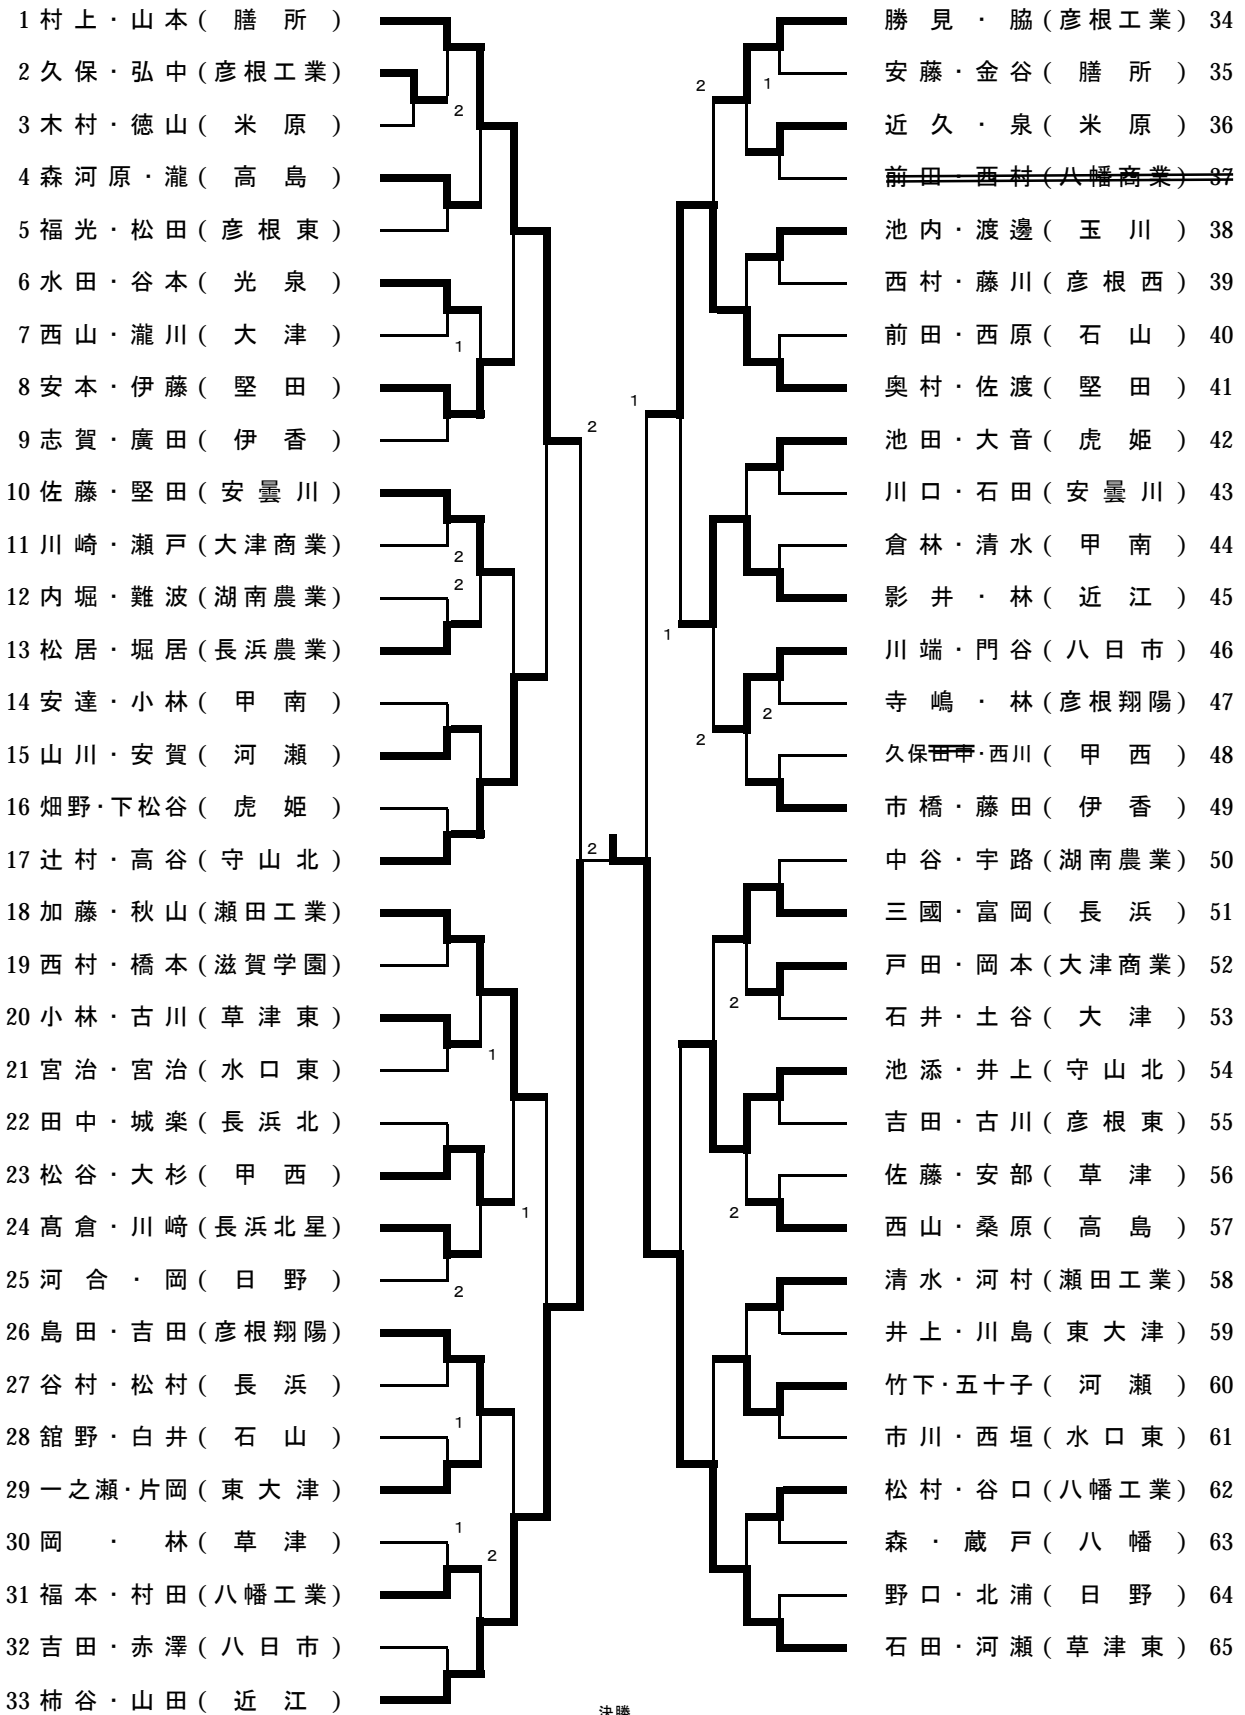 1 村上・山本(膳所)
2 久保・弘中(彦根工業)
3 木村・徳山(米原)
2
4 森河原・瀧(高島)
5 福光・松田(彦根東)
6 水田・谷本(光泉)
7 西山・瀧川(大津)
1
8 安本・伊藤(堅田)
9 志賀・廣田(伊香)
2
10 佐藤・堅田(安曇川)
11 川崎・瀬戸(大津商業)
2
2
12 内堀・難波(湖南農業)
13 松居・堀居(長浜農業)
14 安達・小林(甲南)
15 山川・安賀(河瀬)
16 畑野・下松谷(虎姫)
17 辻村・高谷(守山北)
2
18 加藤・秋山(瀬田工業)
19 西村・橋本(滋賀学園)
20 小林・古川(草津東)
1
21 宮治・宮治(水口東)
22 田中・城楽(長浜北)
23 松谷・大杉(甲西)
1
24 髙倉・川﨑(長浜北星)
25 河合・岡(日野)
2
26 島田・吉田(彦根翔陽)
27 谷村・松村(長浜)
1
28 舘野・白井(石山)
29 一之瀬・片岡(東大津)
1
30 岡・林(草津)
2
31 福本・村田(八幡工業)
32 吉田・赤澤(八日市)
33 柿谷・山田(近江)
勝見・脇(彦根工業) 34
安藤・金谷(膳所) 35
2
1
近久・泉(米原) 36
前田・西村(八幡商業) 37
池内・渡邊(玉川) 38
西村・藤川(彦根西) 39
前田・西原(石山) 40
奥村・佐渡(堅田) 41
1
池田・大音(虎姫) 42
川口・石田(安曇川) 43
倉林・清水(甲南) 44
影井・林(近江) 45
1
川端・門谷(八日市) 46
寺嶋・林(彦根翔陽) 47
2
2
久保田中・西川(甲西) 48
市橋・藤田(伊香) 49
中谷・宇路(湖南農業) 50
三國・富岡(長浜) 51
戸田・岡本(大津商業) 52
2
石井・土谷(大津) 53
池添・井上(守山北) 54
吉田・古川(彦根東) 55
佐藤・安部(草津) 56
2
西山・桑原(高島) 57
清水・河村(瀬田工業) 58
井上・川島(東大津) 59
竹下・五十子(河瀬) 60
市川・西垣(水口東) 61
松村・谷口(八幡工業) 62
森・蔵戸(八幡) 63
野口・北浦(日野) 64
石田・河瀬(草津東) 65
決勝